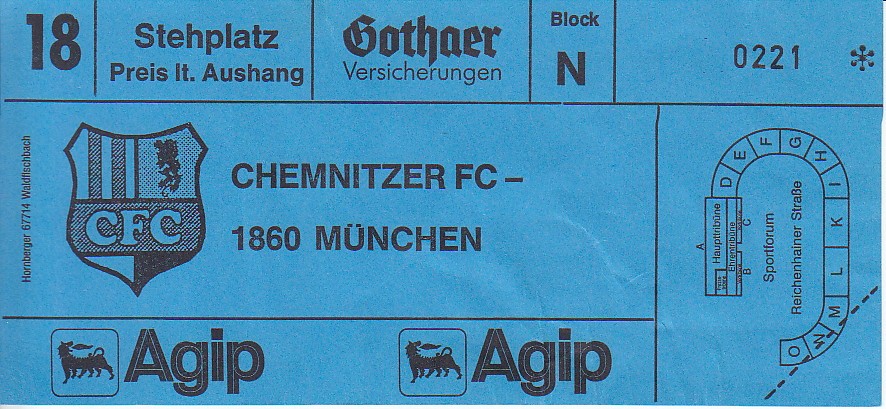 18
Stehplatz
Preis lt. Aushang
Gothaer
Versicherungen
Block
N
0221
Hornberger 67714 Waldfischbach
CFC
CHEMNITZER FC –
1860 MÜNCHEN
A
Haupttribüne
Ehrentribüne
B C
D E F G H I K L M W O
Sportforum
Reichenhainer Straße
Agip
Agip